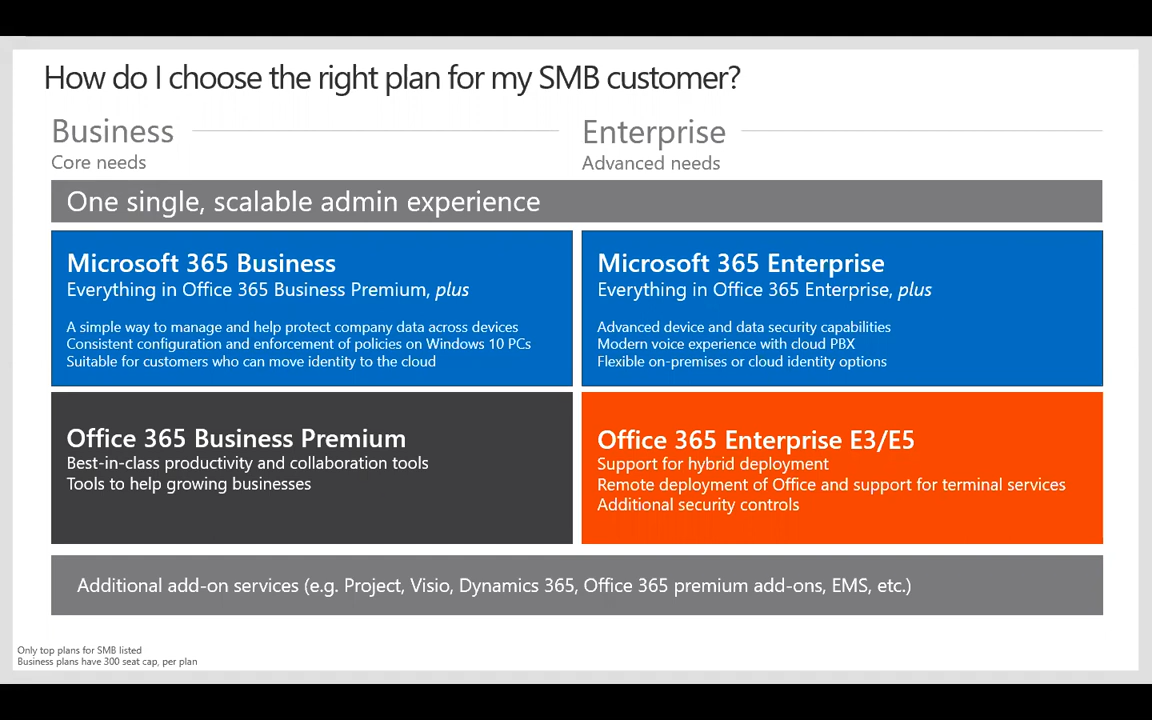 How do I choose the right plan for my SMB customer?
Business
Core needs
Enterprise
Advanced needs
One single, scalable admin experience
Microsoft 365 Business
Everything in Office 365 Business Premium, plus
A simple way to manage and help protect company data across devices
Consistent configuration and enforcement of policies on Windows 10 PCs
Suitable for customers who can move identity to the cloud
Microsoft 365 Enterprise
Everything in Office 365 Enterprise, plus
Advanced device and data security capabilities
Modern voice experience with cloud PBX
Flexible on-premises or cloud identity options
Office 365 Business Premium
Best-in-class productivity and collaboration tools
Tools to help growing businesses
Office 365 Enterprise E3/E5
Support for hybrid deployment
Remote deployment of Office and support for terminal services
Additional security controls
Additional add-on services (e.g. Project, Visio, Dynamics 365, Office 365 premium add-ons, EMS, etc.)
Only top plans for SMB listed
Business plans have 300 seat cap, per plan